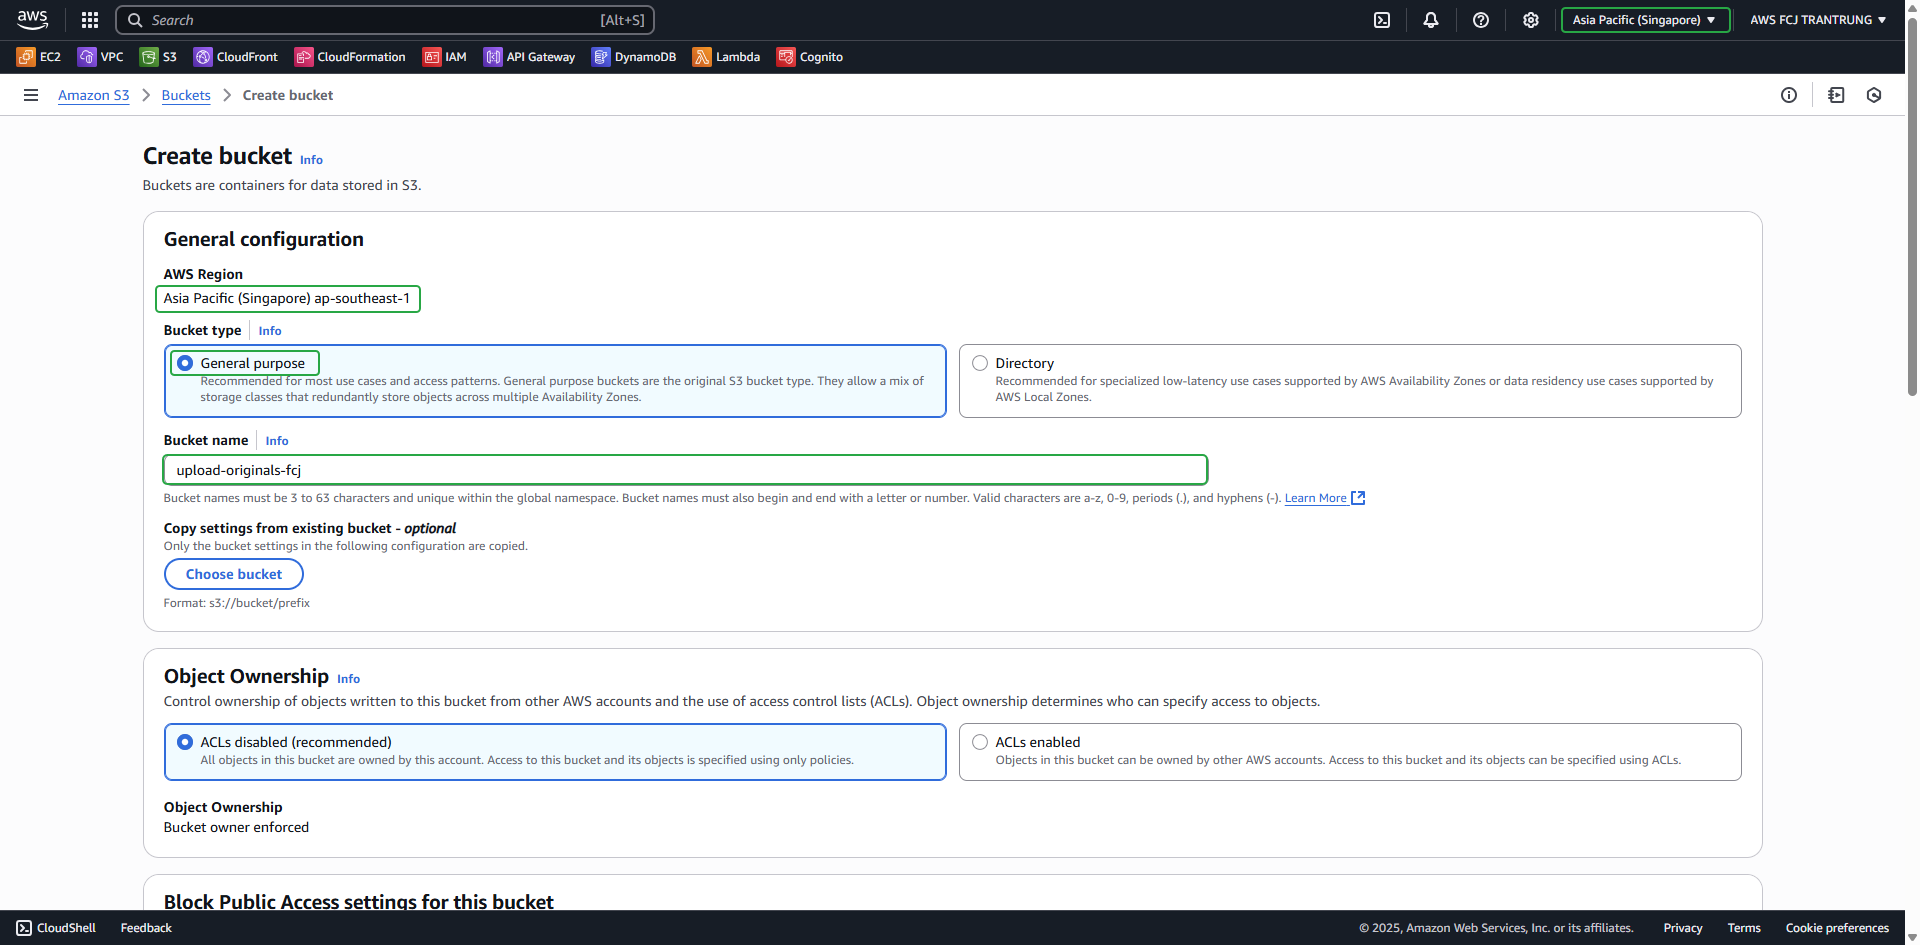 aws
Search [Alt+S]
Asia Pacific (Singapore) ▼ AWS FCJ TRANTRUNG ▼
EC2 VPC S3 CloudFront CloudFormation IAM API Gateway DynamoDB Lambda Cognito
Amazon S3 > Buckets > Create bucket
Create bucket Info
Buckets are containers for data stored in S3.
General configuration
AWS Region
Asia Pacific (Singapore) ap-southeast-1
Bucket type Info
General purpose
Recommended for most use cases and access patterns. General purpose buckets are the original S3 bucket type. They allow a mix of
storage classes that redundantly store objects across multiple Availability Zones.
Directory
Recommended for specialized low-latency use cases supported by AWS Availability Zones or data residency use cases supported by
AWS Local Zones.
Bucket name Info
upload-originals-fcj
Bucket names must be 3 to 63 characters and unique within the global namespace. Bucket names must also begin and end with a letter or number. Valid characters are a-z, 0-9, periods (.), and hyphens (-). Learn More
Copy settings from existing bucket - optional
Only the bucket settings in the following configuration are copied.
Choose bucket
Format: s3://bucket/prefix
Object Ownership Info
Control ownership of objects written to this bucket from other AWS accounts and the use of access control lists (ACLs). Object ownership determines who can specify access to objects.
ACLs disabled (recommended)
All objects in this bucket are owned by this account. Access to this bucket and its objects is specified using only policies.
ACLs enabled
Objects in this bucket can be owned by other AWS accounts. Access to this bucket and its objects can be specified using ACLs.
Object Ownership
Bucket owner enforced
Block Public Access settings for this bucket
CloudShell Feedback © 2025, Amazon Web Services, Inc. or its affiliates. Privacy Terms Cookie preferences